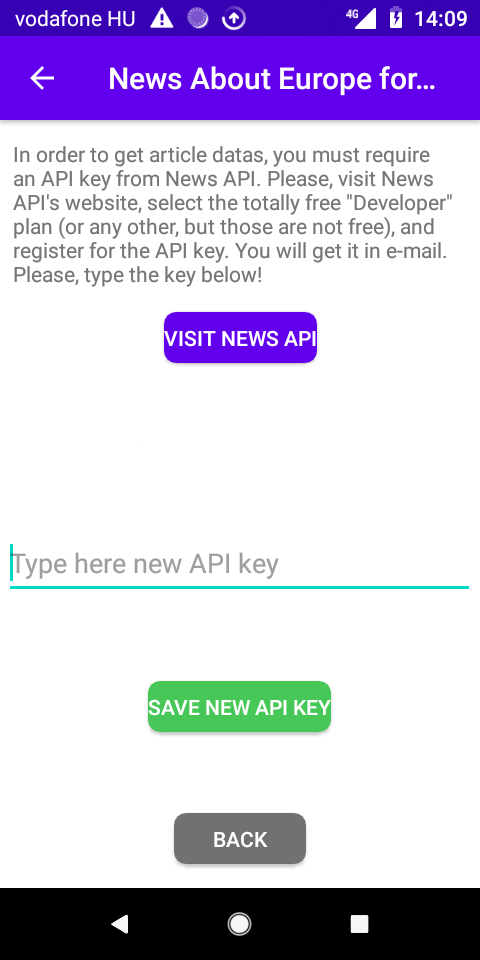 vodafone HU 4G 14:09
News About Europe for...
In order to get article datas, you must require
an API key from News API. Please, visit News
API's website, select the totally free "Developer"
plan (or any other, but those are not free), and
register for the API key. You will get it in e-mail.
Please, type the key below!
VISIT NEWS API
Type here new API key
SAVE NEW API KEY
BACK